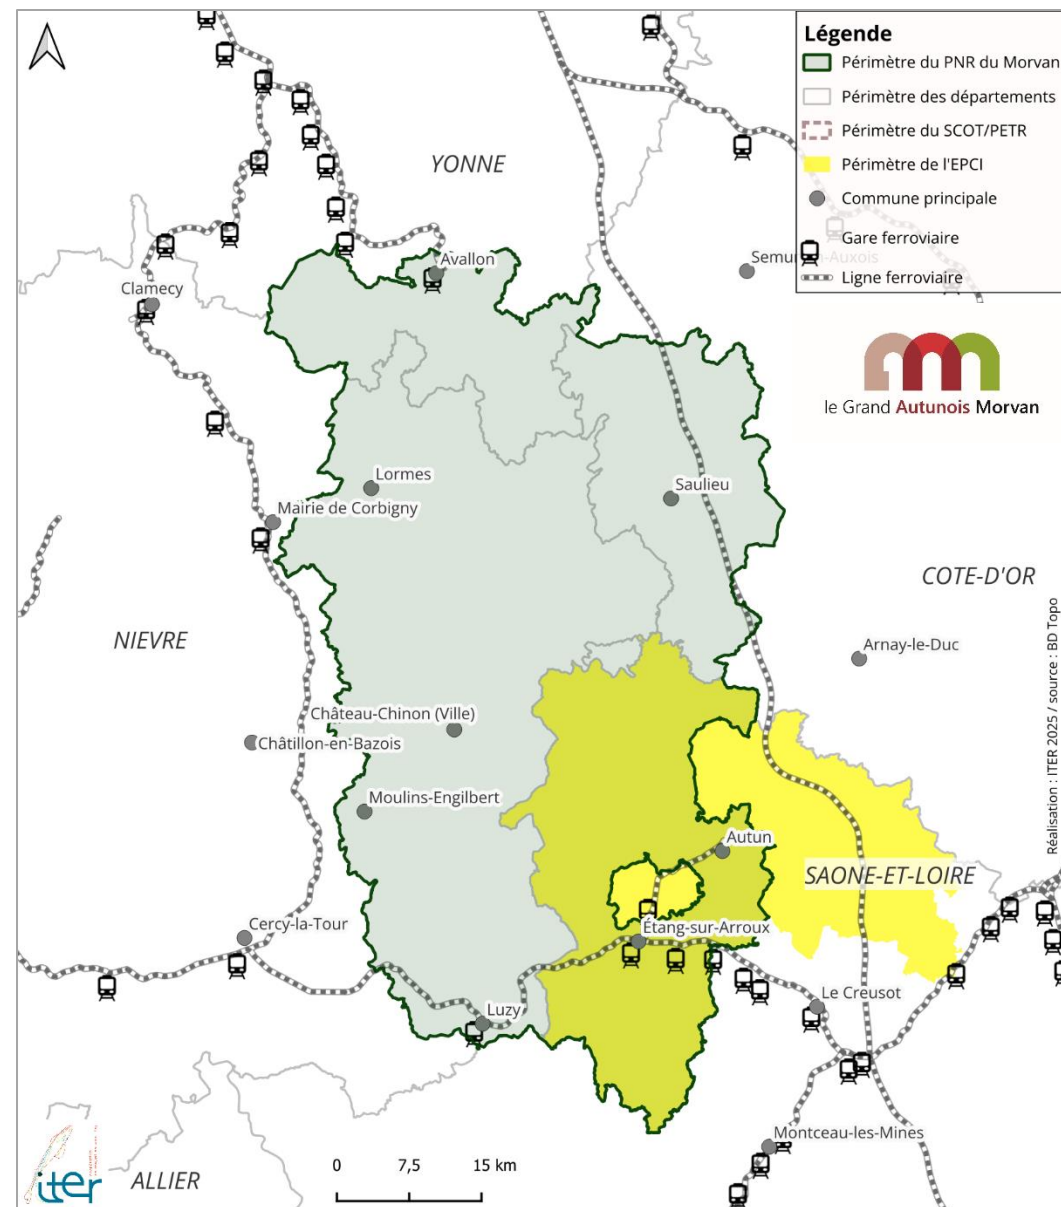 Légende
Périmètre du PNR du Morvan
Périmètre des départements
Périmètre du SCOT/PETR
Périmètre de l'EPCI
Commune principale
Gare ferroviaire
Ligne ferroviaire
YONNE
Avallon
Clamecy
le Grand Autunois Morvan
Lormes
Saulieu
Mairie de Corbigny
COTE-D'OR
NIEVRE
Arnay-le-Duc
Château-Chinon (Ville)
Châtillon-en-Bazois
Moulins-Engilbert
Autun
SAONE-ET-LOIRE
Cercy-la-Tour
Étang-sur-Arroux
Le Creusot
Luzy
Montceau-les-Mines
ALLIER
iter
0 7,5 15 km
Réalisation : ITER 2025 / source : BD Topo